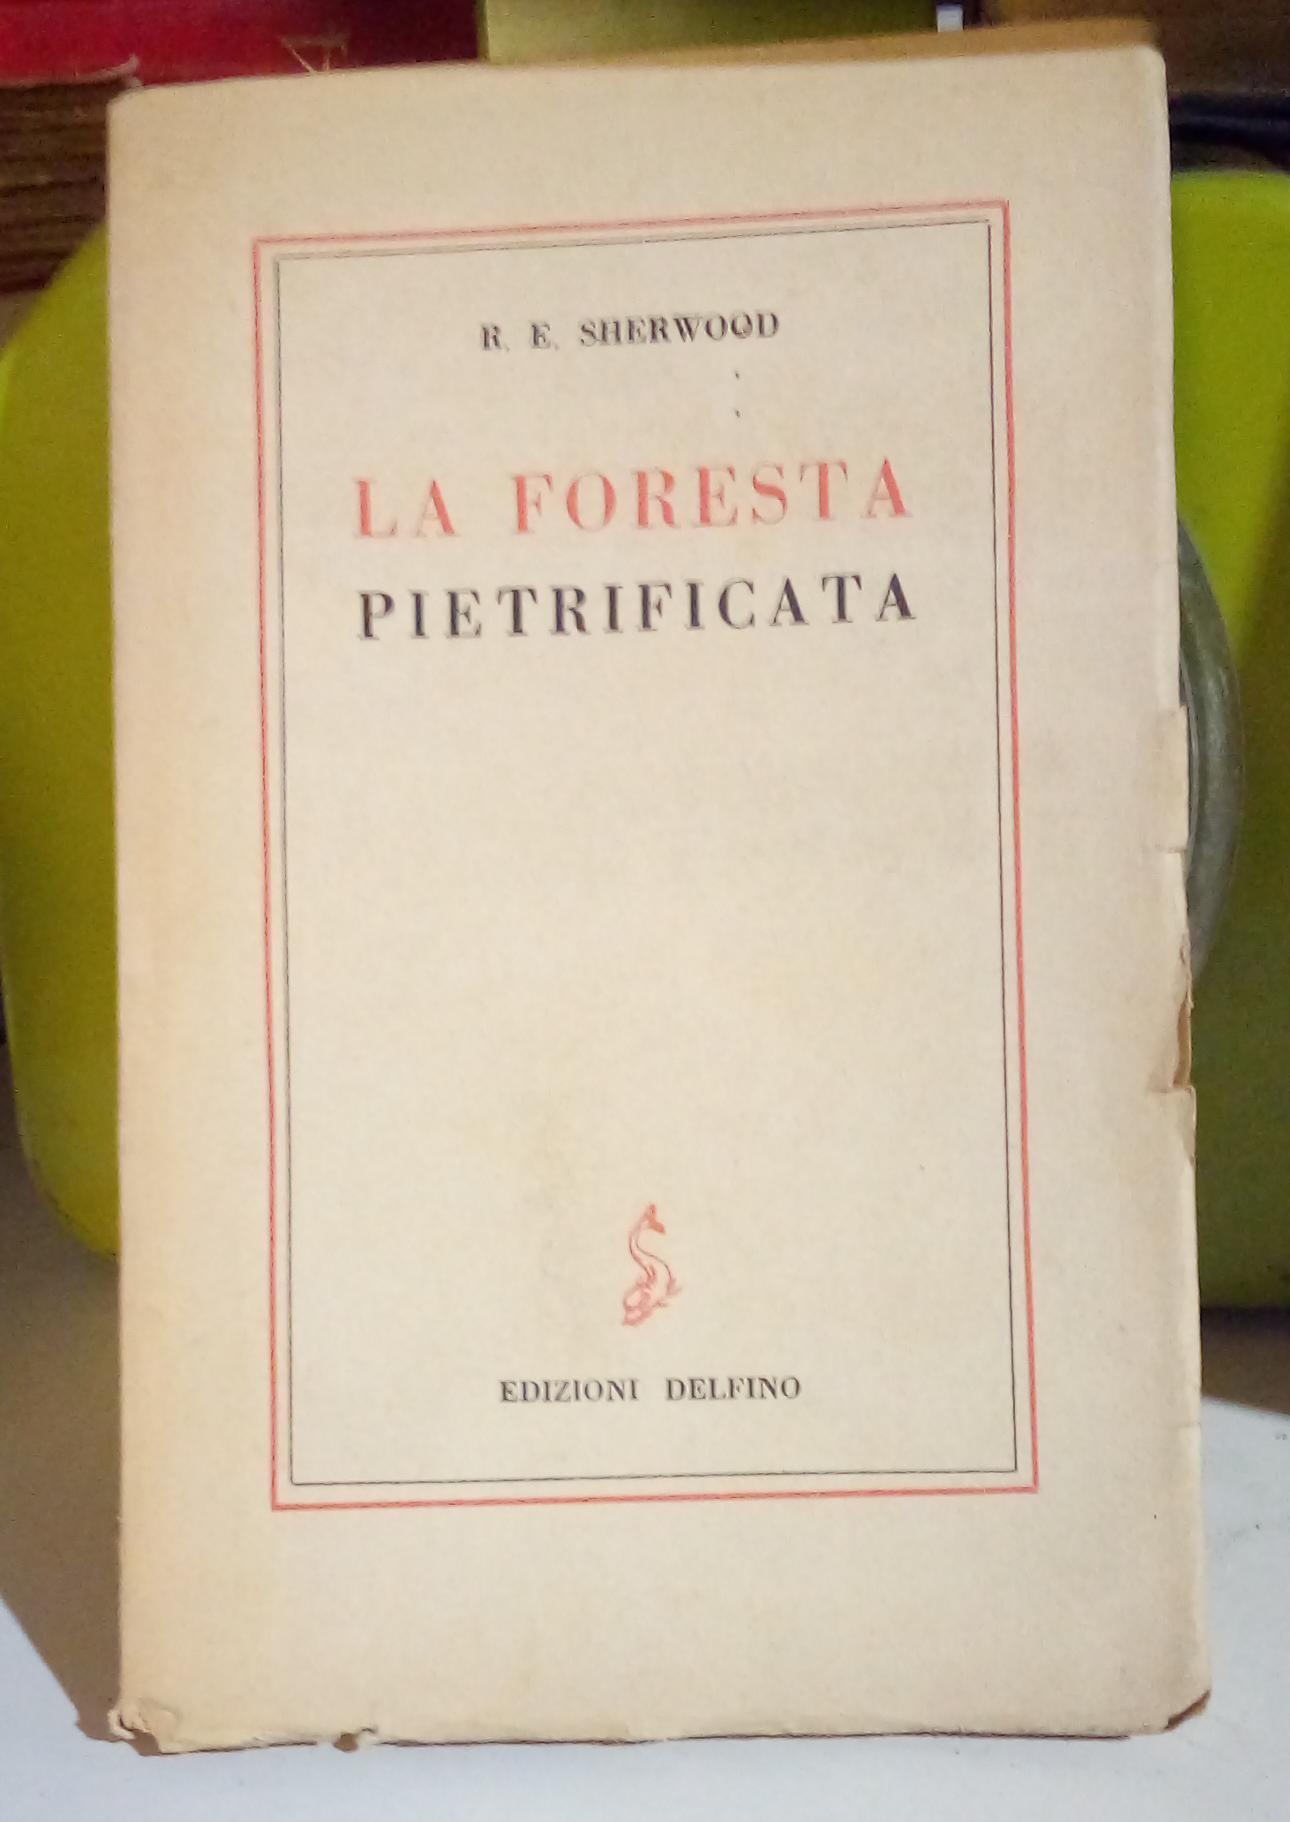 R. E. SHERWOOD
LA FORESTA
PIETRIFICATA
EDIZIONI DELFINO